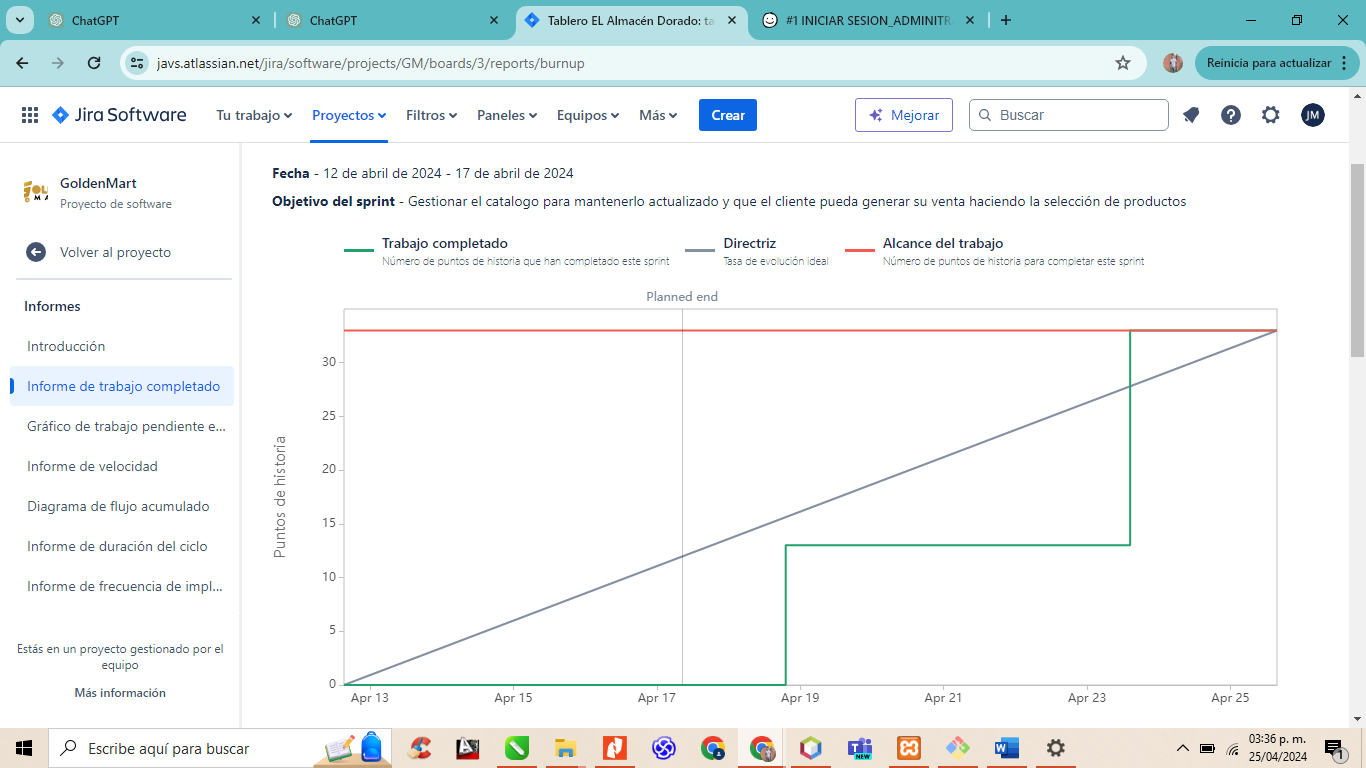 ChatGPT
ChatGPT
Tablero EL Almacén Dorado: ta
#1 INICIAR SESION_ADMINITRA
javs.atlassian.net/jira/software/projects/GM/boards/3/reports/burnup
Reinicia para actualizar
Jira Software
Tu trabajo
Proyectos
Filtros
Paneles
Equipos
Más
Crear
Mejorar
Buscar
JM
GoldenMart
Proyecto de software
Volver al proyecto
Informes
Introducción
Informe de trabajo completado
Gráfico de trabajo pendiente e...
Informe de velocidad
Diagrama de flujo acumulado
Informe de duración del ciclo
Informe de frecuencia de impl...
Estás en un proyecto gestionado por el
equipo
Más información
Fecha - 12 de abril de 2024 - 17 de abril de 2024
Objetivo del sprint - Gestionar el catalogo para mantenerlo actualizado y que el cliente pueda generar su venta haciendo la selección de productos
Trabajo completado
Número de puntos de historia que han completado este sprint
Directriz
Tasa de evolución ideal
Alcance del trabajo
Número de puntos de historia para completar este sprint
Planned end
Puntos de historia
30
25
20
15
10
5
0
Apr 13
Apr 15
Apr 17
Apr 19
Apr 21
Apr 23
Apr 25
Escribe aquí para buscar
03:36 p. m.
25/04/2024